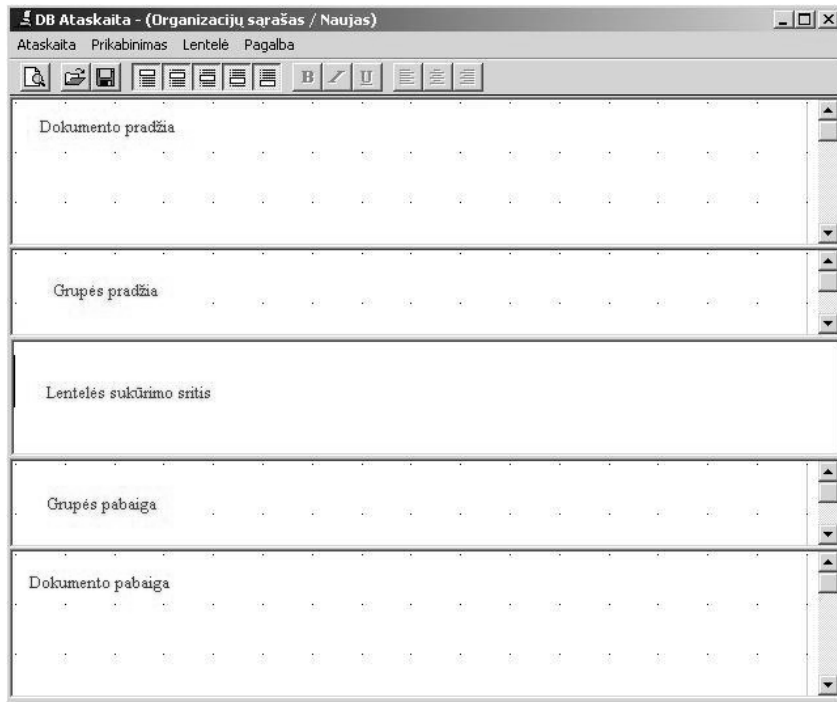 DB Ataskaita - (Organizacijų sąrašas / Naujas)
Ataskaita Prikabinimas Lentelė Pagalba
B I U
Dokumento pradžia
Grupės pradžia
Lentelės sukūrimo sritis
Grupės pabaiga
Dokumento pabaiga